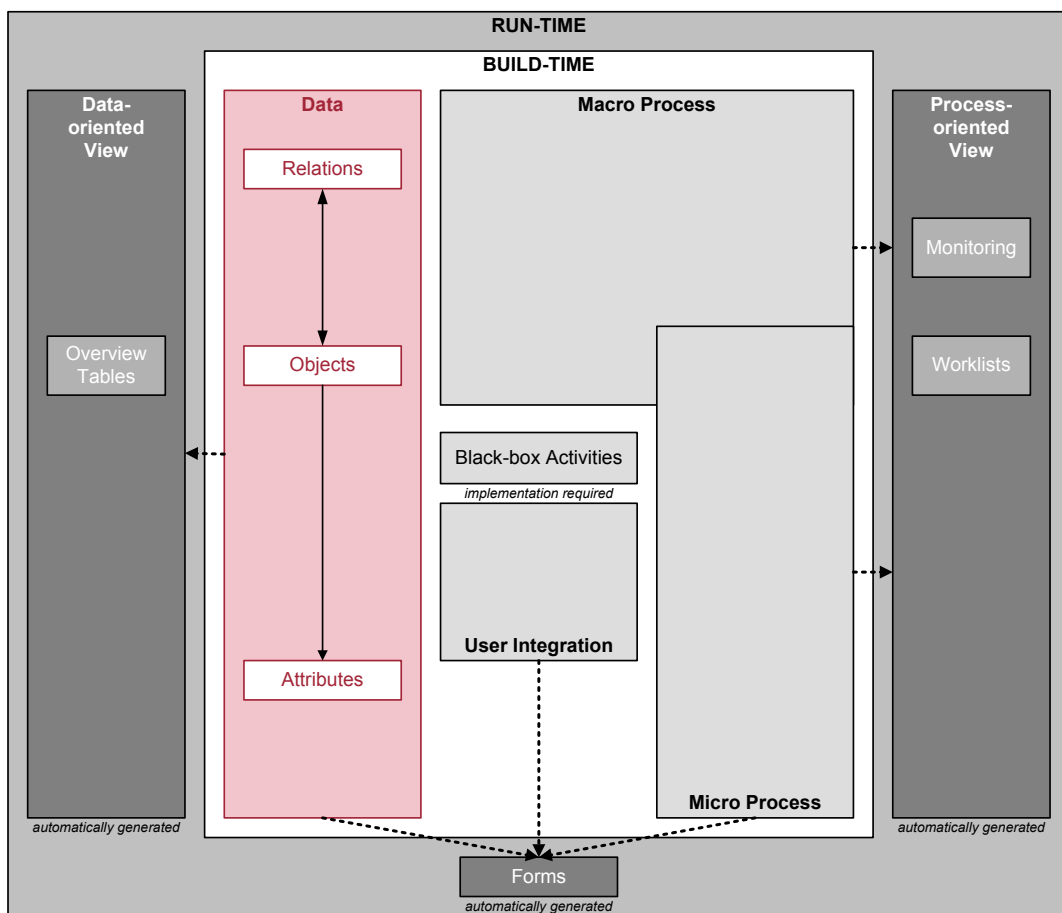 RUN-TIME
BUILD-TIME
Data-
oriented
View
Overview
Tables
automatically generated
Data
Relations
Objects
Attributes
Macro Process
Black-box Activities
implementation required
User Integration
Micro Process
Process-
oriented
View
Monitoring
Worklists
automatically generated
Forms
automatically generated